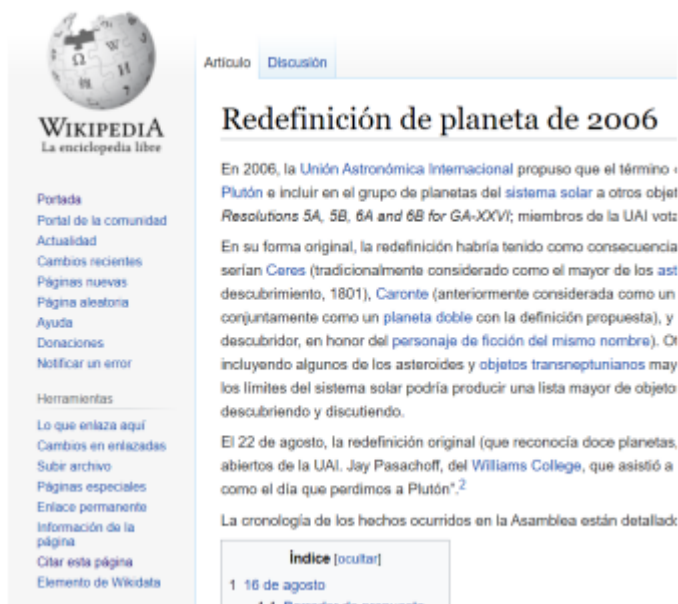 WIKIPEDIA
La enciclopedia libre
Portada
Portal de la comunidad
Actualidad
Cambios recientes
Páginas nuevas
Página aleatoria
Ayuda
Donaciones
Notificar un error
Herramientas
Lo que enlaza aquí
Cambios en enlazadas
Subir archivo
Páginas especiales
Enlace permanente
Información de la
página
Citar esta página
Elemento de Wikidata
Artículo Discusión
Redefinición de planeta de 2006
En 2006, la Unión Astronómica Internacional propuso que el término
Plutón e incluir en el grupo de planetas del sistema solar a otros
Resolutions 5A, 5B, 6A and 6B for GA-XXVI; miembros de la UAI
En su forma original, la redefinición habría tenido como consecuencia
serían Ceres (tradicionalmente considerado como el mayor de los
descubrimiento, 1801), Caronte (anteriormente considerada como un
conjuntamente como un planeta doble con la definición propuesta), y
descubridor, en honor del personaje de ficción del mismo nombre).
incluyendo algunos de los asteroides y objetos transneptunianos
los límites del sistema solar podría producir una lista mayor de
descubriendo y discutiendo.
El 22 de agosto, la redefinición original (que reconocía doce planetas,
abiertos de la UAI. Jay Pasachoff, del Williams College, que asistió a
como el día que perdimos a Plutón".2
La cronología de los hechos ocurridos en la Asamblea están
Índice [ocultar]
1 16 de agosto